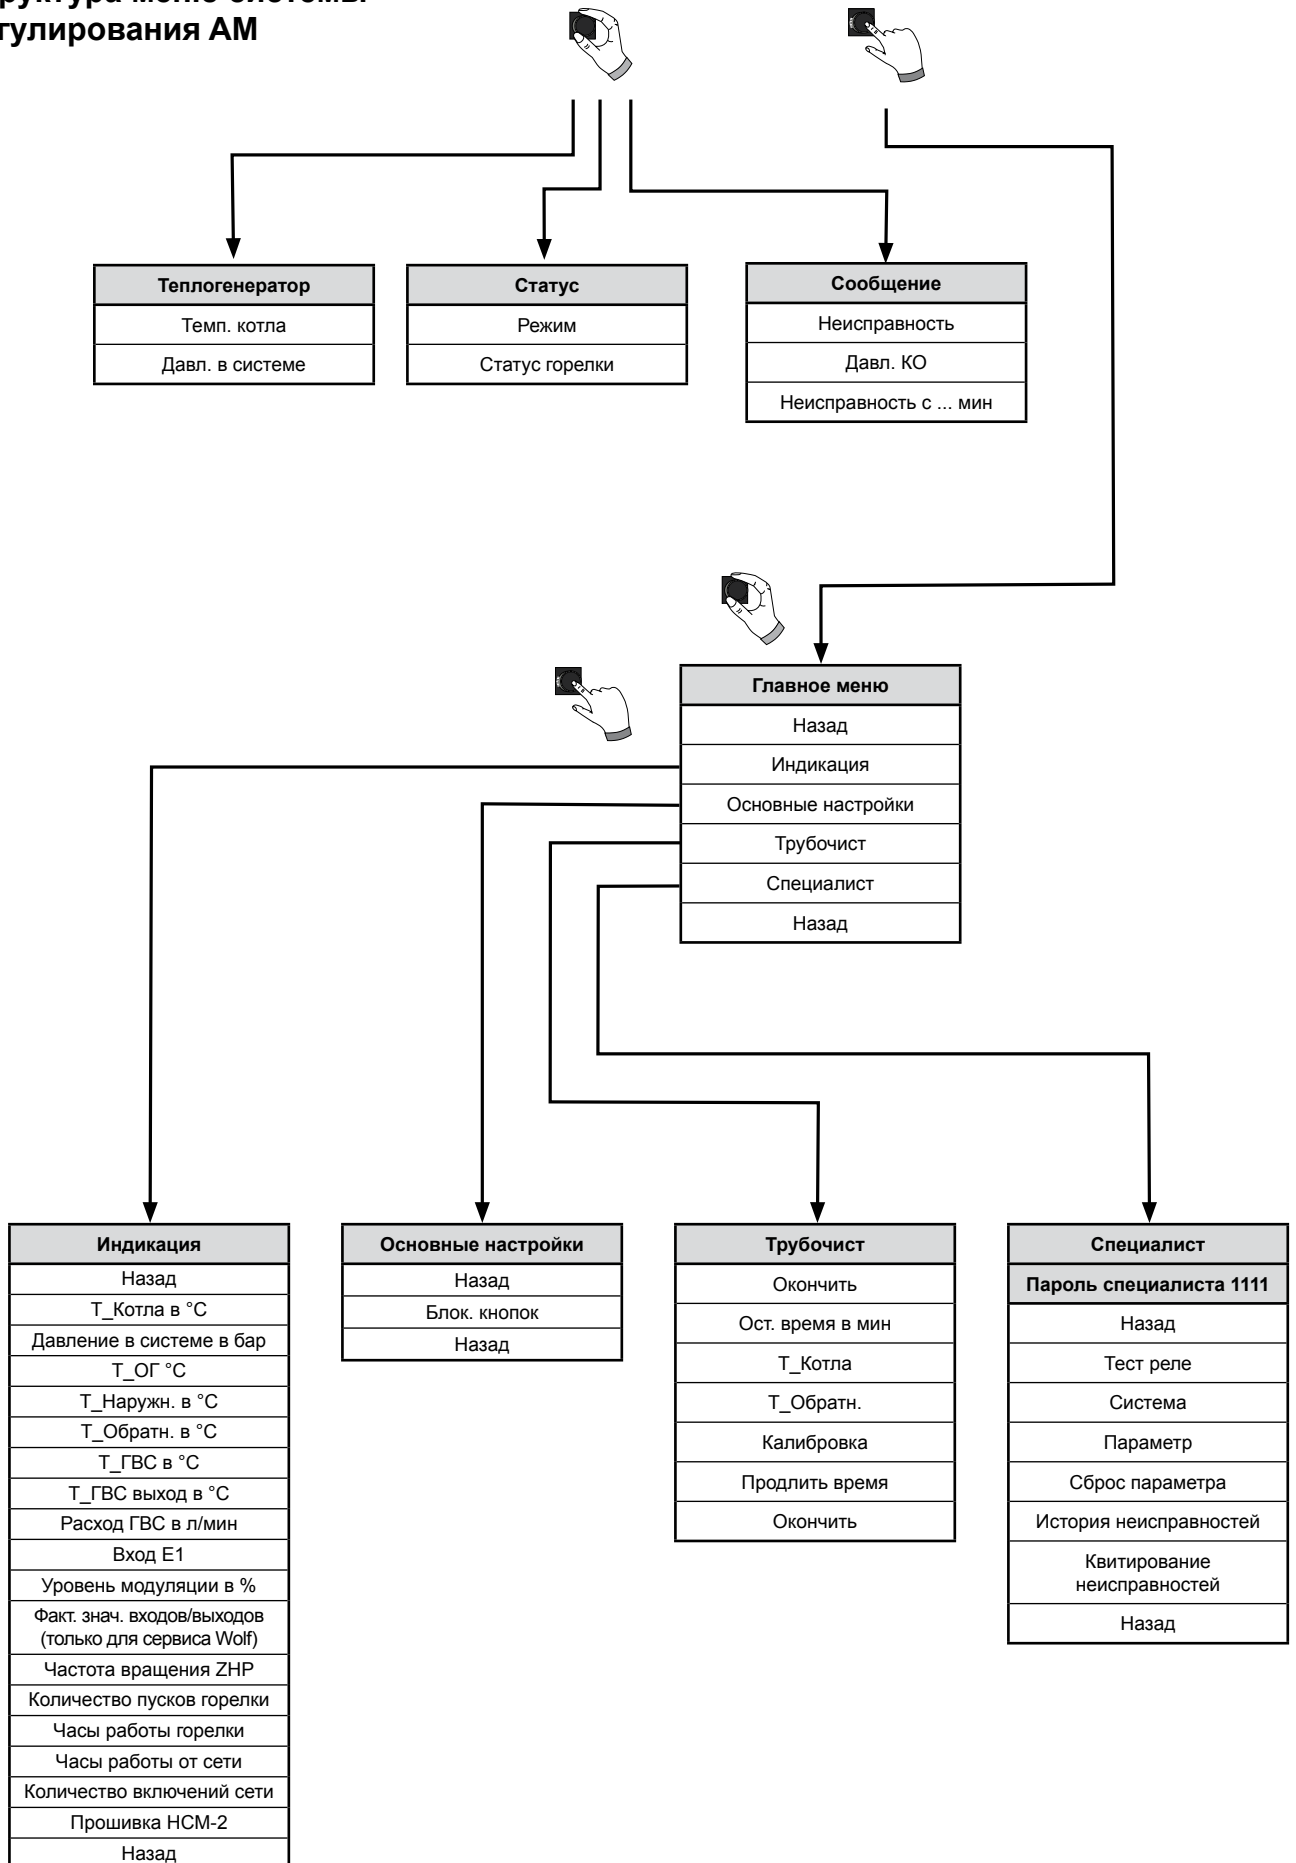 гулирования АМ
Теплогенератор
Темп. котла
Давл. в системе
Статус
Режим
Статус горелки
Сообщение
Неисправность
Давл. КО
Неисправность с ... мин
Главное меню
Назад
Индикация
Основные настройки
Трубочист
Специалист
Назад
Индикация
Назад
Т_Котла в °C
Давление в системе в бар
Т_ОГ °C
Т_Наружн. в °C
Т_Обратн. в °C
Т_ГВС в °C
Т_ГВС выход в °C
Расход ГВС в л/мин
Вход E1
Уровень модуляции в %
Факт. знач. входов/выходов
(только для сервиса Wolf)
Частота вращения ZHP
Количество пусков горелки
Часы работы горелки
Часы работы от сети
Количество включений сети
Прошивка HCM-2
Назад
Основные настройки
Назад
Блок. кнопок
Назад
Трубочист
Окончить
Ост. время в мин
Т_Котла
Т_Обратн.
Калибровка
Продлить время
Окончить
Специалист
Пароль специалиста 1111
Назад
Тест реле
Система
Параметр
Сброс параметра
История неисправностей
Квитирование
неисправностей
Назад